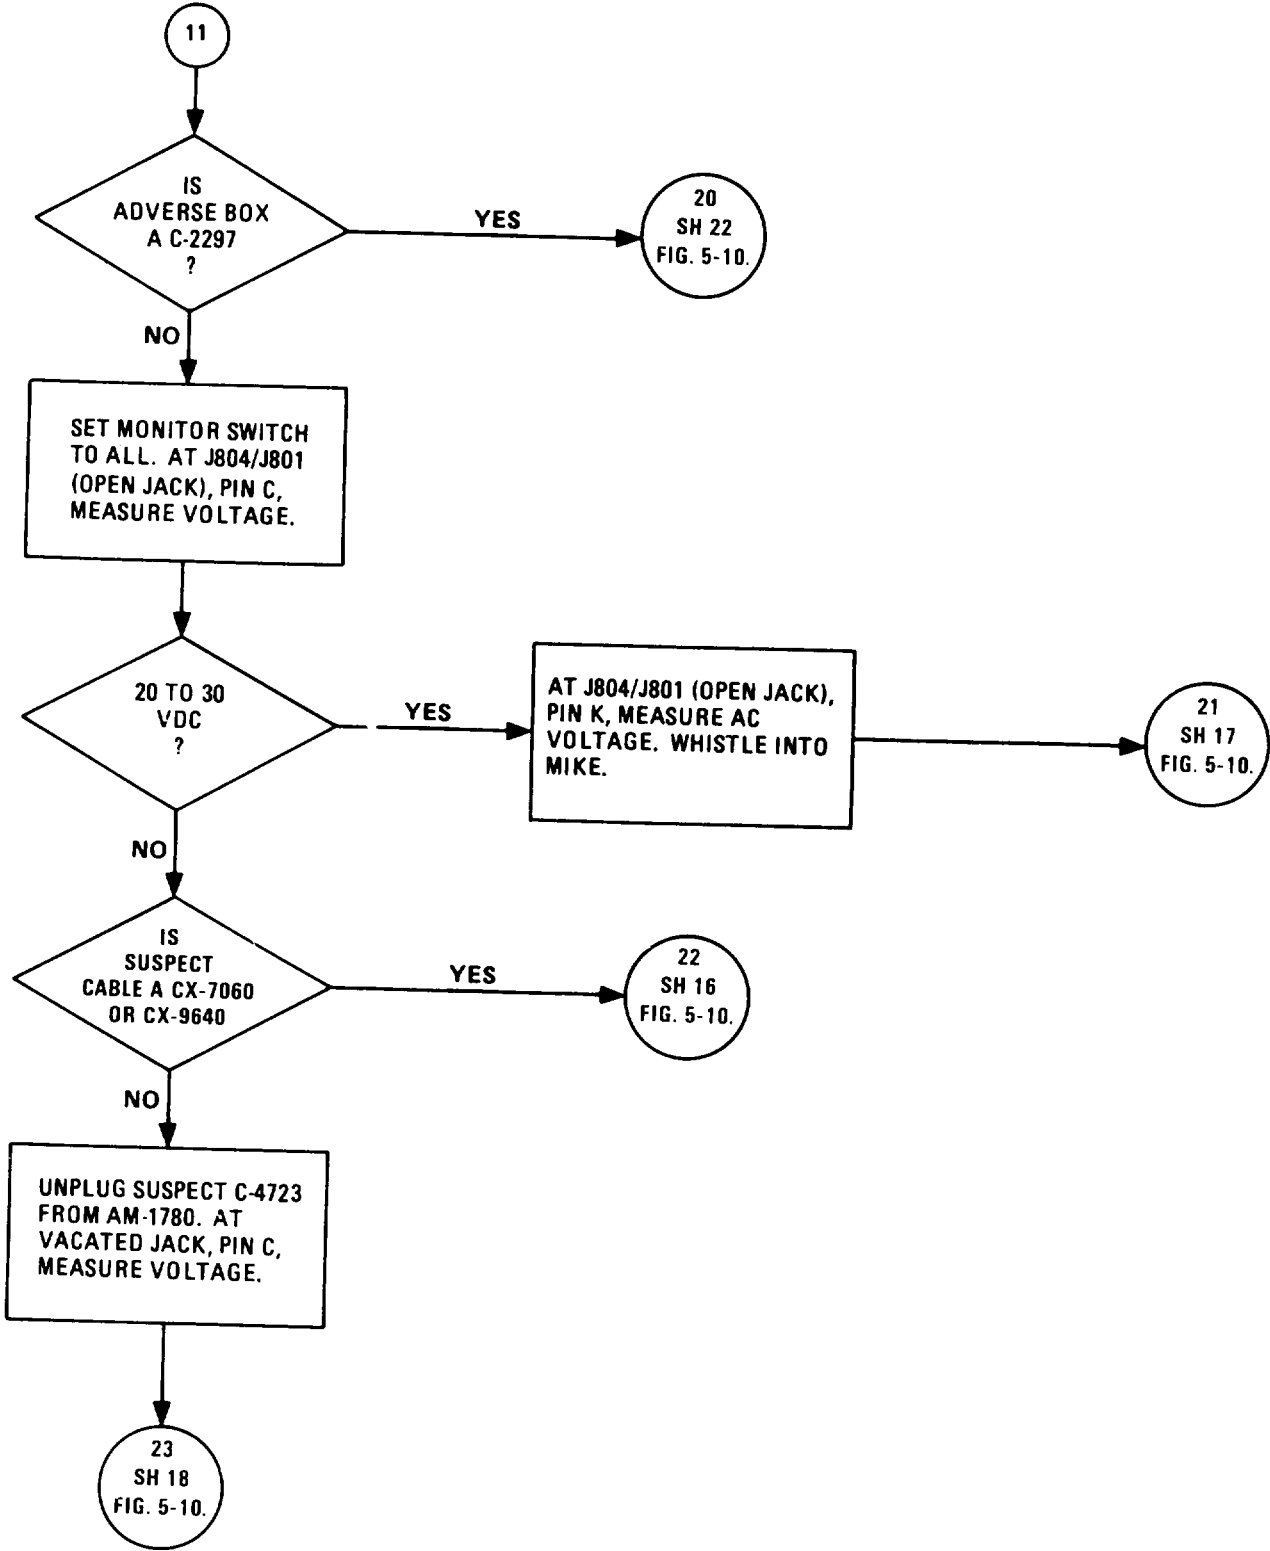 11
IS
ADVERSE BOX
A C-2297
?
YES
20
SH 22
FIG. 5-10.
NO
SET MONITOR SWITCH
TO ALL. AT J804/J801
(OPEN JACK), PIN C,
MEASURE VOLTAGE.
20 TO 30
VDC
?
YES
AT J804/J801 (OPEN JACK),
PIN K, MEASURE AC
VOLTAGE. WHISTLE INTO
MIKE.
21
SH 17
FIG. 5-10.
NO
IS
SUSPECT
CABLE A CX-7060
OR CX-9640
YES
22
SH 16
FIG. 5-10.
NO
UNPLUG SUSPECT C-4723
FROM AM-1780. AT
VACATED JACK, PIN C,
MEASURE VOLTAGE.
23
SH 18
FIG. 5-10.